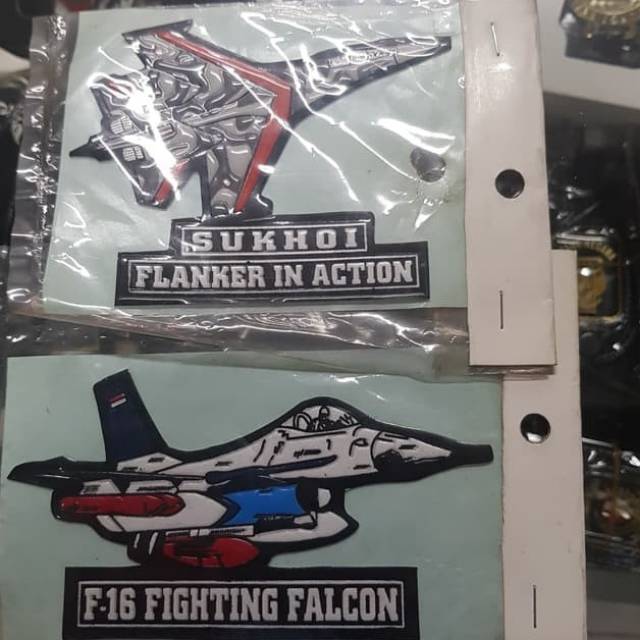 SUKHOI
FLANKER IN ACTION
F-16 FIGHTING FALCON